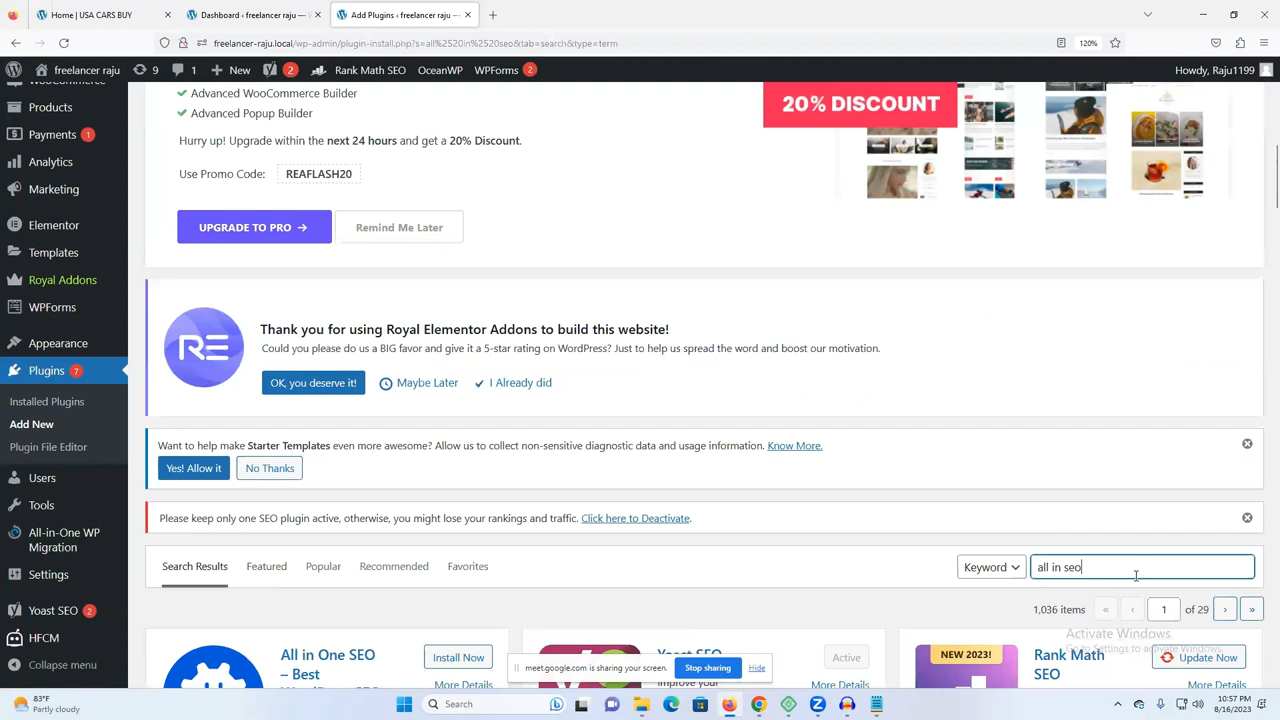 Home | USA CARS BUY
Dashboard ‹ freelancer raju — W
Add Plugins ‹ freelancer raju —
freelancer-raju.local/wp-admin/plugin-install.php?s=all%2520in%2520seo&tab=search&type=term
120%
freelancer raju
9
1
New
2
Rank Math SEO
OceanWP
WPForms 2
Howdy, Raju1199
WooCommerce
Products
Payments 1
Analytics
Marketing
Elementor
Templates
Royal Addons
WPForms
Appearance
Plugins 7
Installed Plugins
Add New
Plugin File Editor
Users
Tools
All-in-One WP
Migration
Settings
Yoast SEO 2
HFCM
Collapse menu
Advanced WooCommerce Builder
Advanced Popup Builder
Hurry up! Upgrade within the next 24 hours and get a 20% Discount.
Use Promo Code: REAFLASH20
UPGRADE TO PRO →
Remind Me Later
20% DISCOUNT
RE
Thank you for using Royal Elementor Addons to build this website!
Could you please do us a BIG favor and give it a 5-star rating on WordPress? Just to help us spread the word and boost our motivation.
OK, you deserve it!
Maybe Later
I Already did
Want to help make Starter Templates even more awesome? Allow us to collect non-sensitive diagnostic data and usage information. Know More.
Yes! Allow it
No Thanks
Please keep only one SEO plugin active, otherwise, you might lose your rankings and traffic. Click here to Deactivate.
Search Results
Featured
Popular
Recommended
Favorites
Keyword
all in seo
1,036 items « ‹ 1 of 29 › »
Activate Windows
Go to Settings to activate Windows.
All in One SEO
– Best
Install Now
More Details
Yoast SEO
Improve your
Active
More Details
NEW 2023!
Rank Math
SEO
Update Now
More Details
meet.google.com is sharing your screen.
Stop sharing
Hide
83°F
Partly cloudy
Search
10:57 PM
8/16/2023